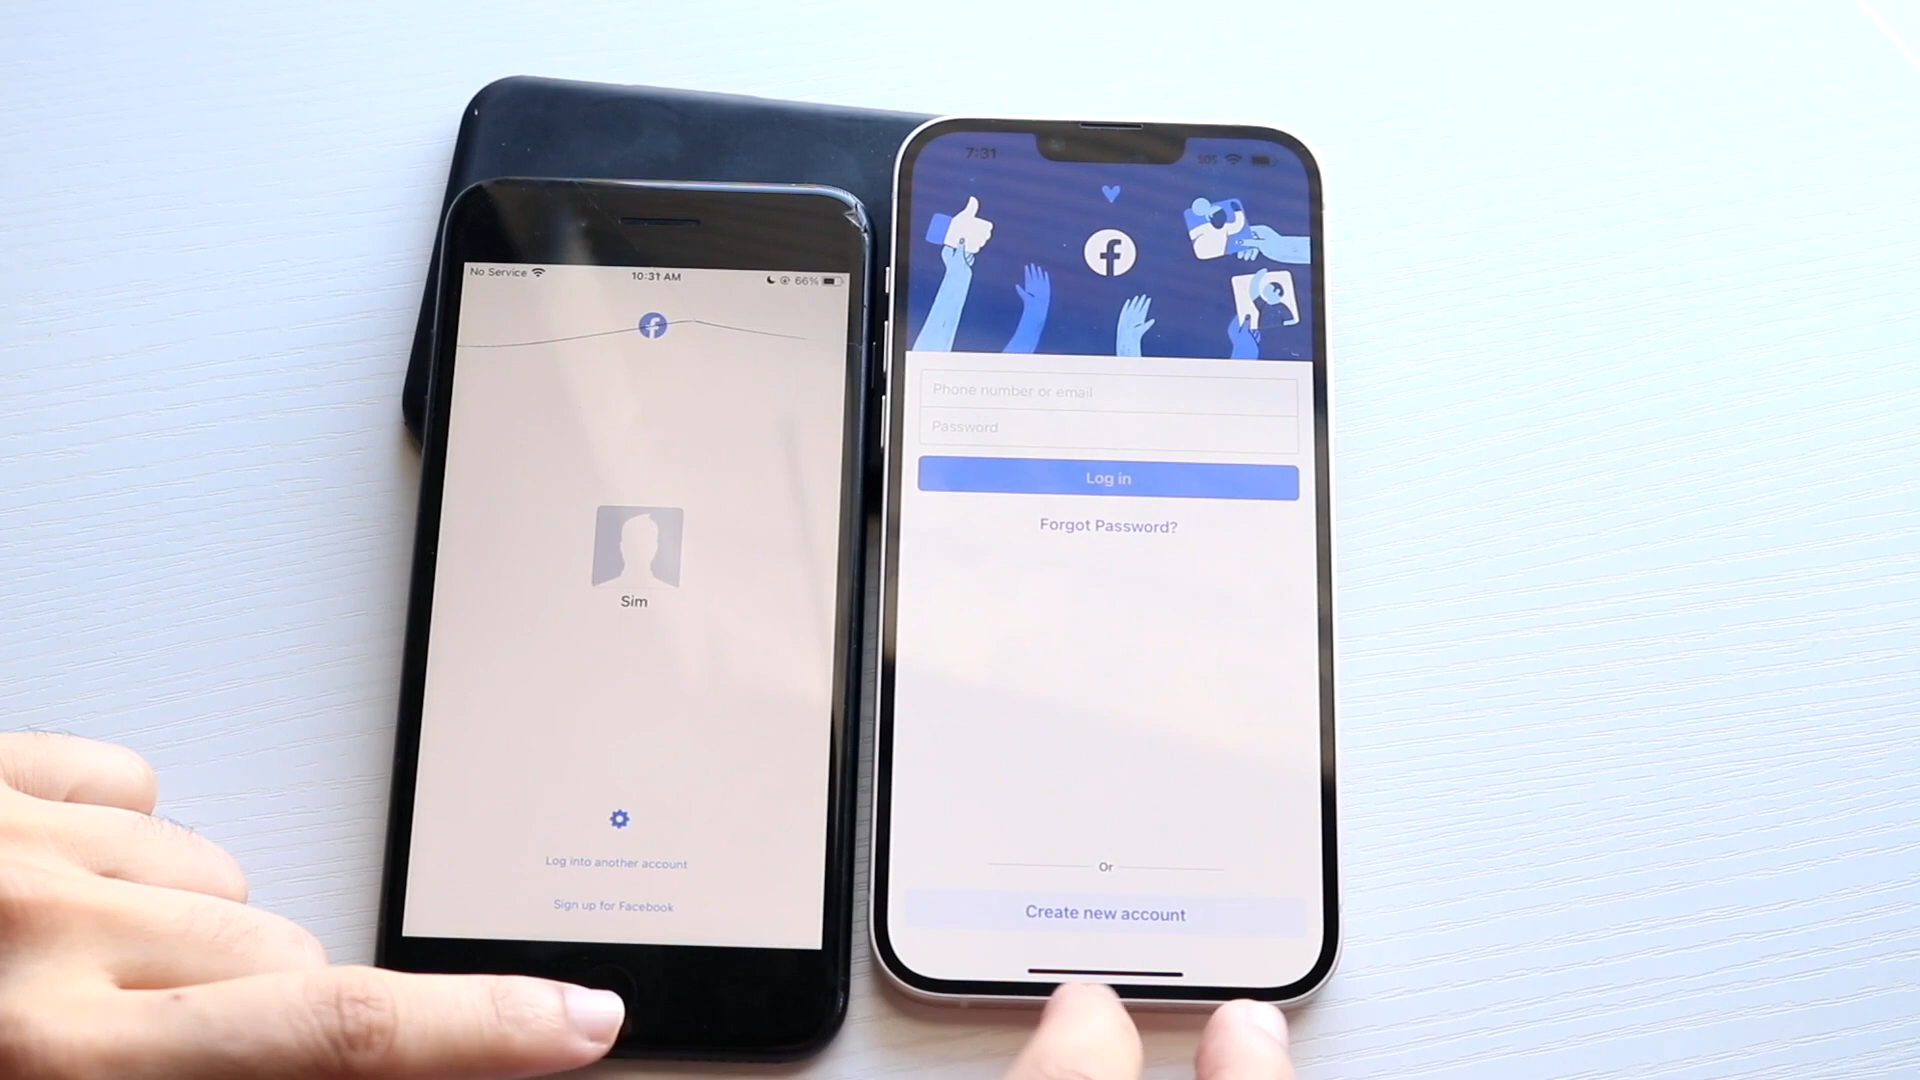 No Service
10:31 AM
66%
Sim
Log into another account
Sign up for Facebook
7:31
SOS
Phone number or email
Password
Log in
Forgot Password?
Or
Create new account